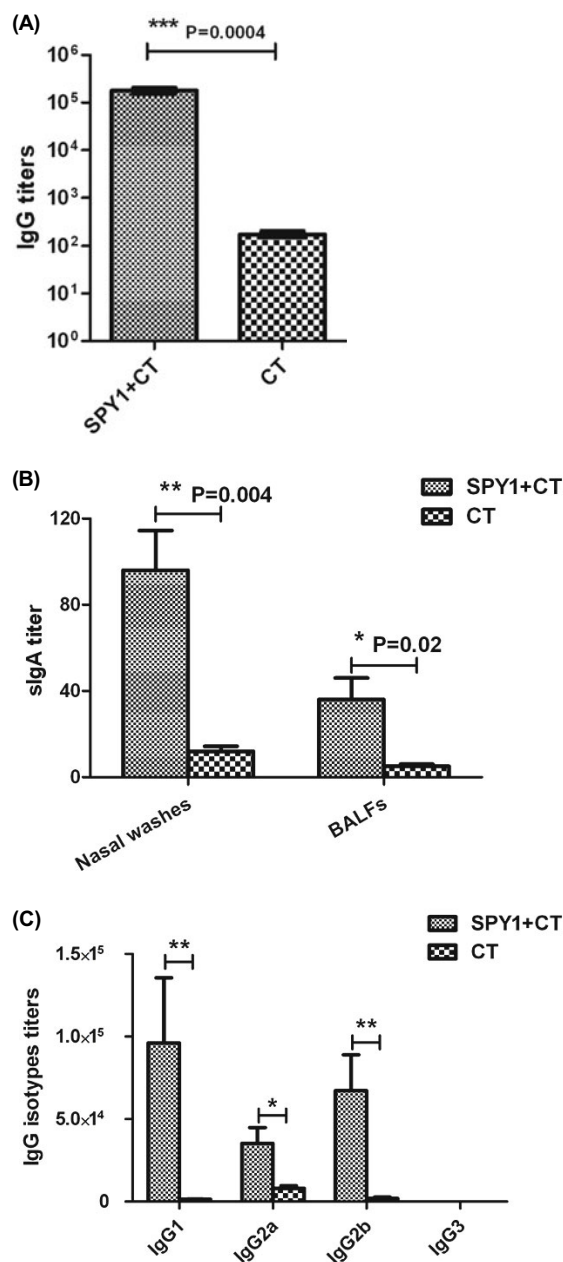 (A)
*** P=0.0004
10⁶
10⁵
10⁴
10³
10²
10¹
10⁰
IgG titers
SPY1+CT
CT
(B)
SPY1+CT
CT
** P=0.004
* P=0.02
120
80
40
0
sIgA titer
Nasal washes
BALFs
(C)
SPY1+CT
CT
**
*
**
1.5×10⁵
1.0×10⁵
5.0×10⁴
0
IgG isotypes titers
IgG1
IgG2a
IgG2b
IgG3